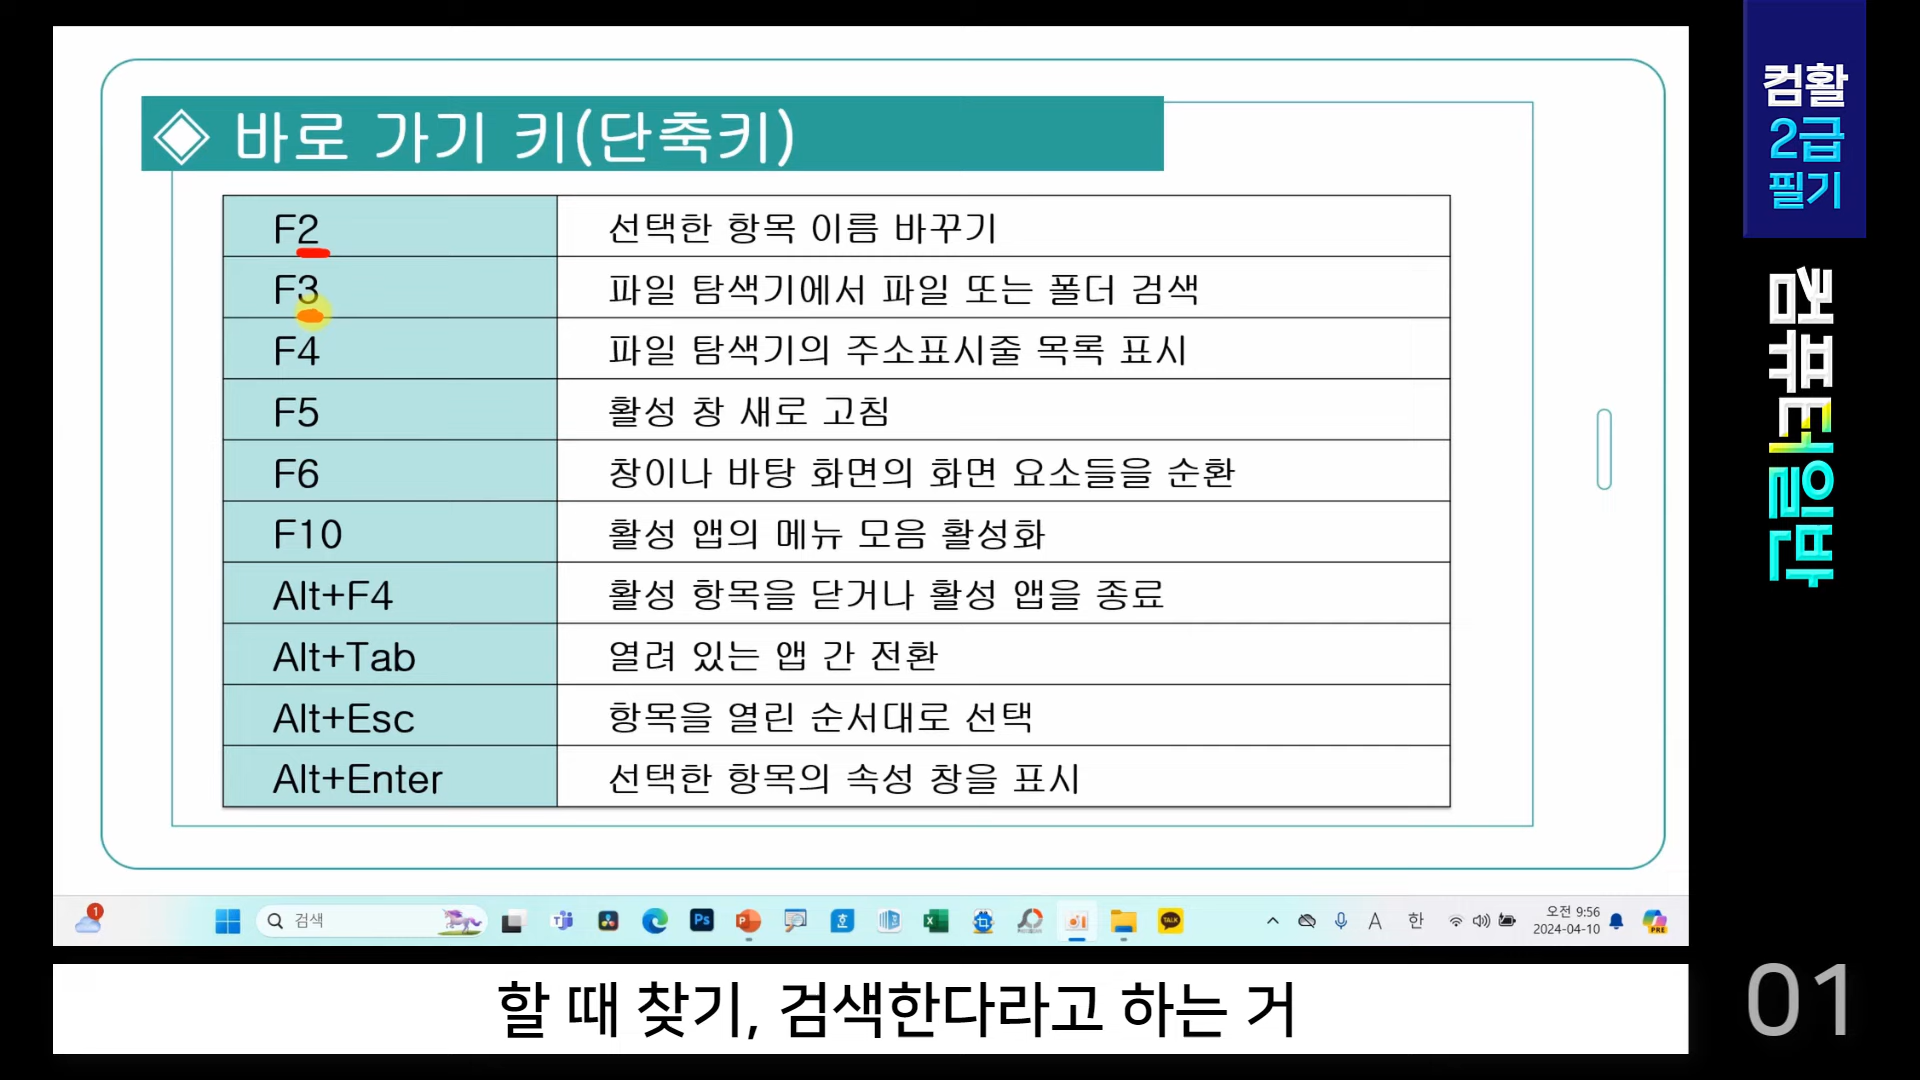 컴활
2급
필기
컴퓨터일반
바로 가기 키(단축키)
F2 선택한 항목 이름 바꾸기
F3 파일 탐색기에서 파일 또는 폴더 검색
F4 파일 탐색기의 주소표시줄 목록 표시
F5 활성 창 새로 고침
F6 창이나 바탕 화면의 화면 요소들을 순환
F10 활성 앱의 메뉴 모음 활성화
Alt+F4 활성 항목을 닫거나 활성 앱을 종료
Alt+Tab 열려 있는 앱 간 전환
Alt+Esc 항목을 열린 순서대로 선택
Alt+Enter 선택한 항목의 속성 창을 표시
1 검색 Ps TALK A 한 오전 9:56
2024-04-10 PRE
할 때 찾기, 검색한다라고 하는 거
01